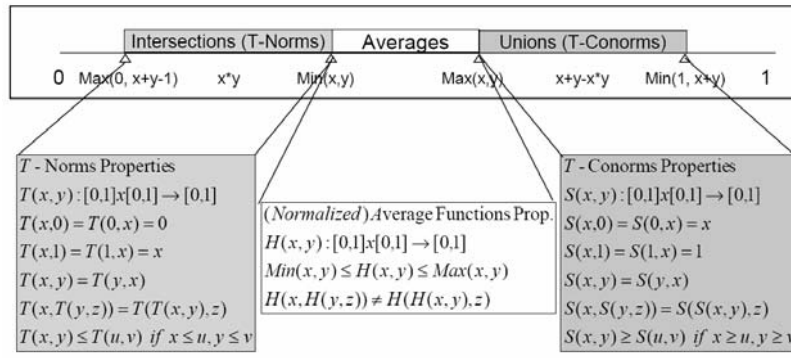 Intersections (T-Norms) Averages Unions (T-Conorms)
0 Max(0, x+y-1) x*y Min(x,y) Max(x,y) x+y-x*y Min(1, x+y) 1
T - Norms Properties
T(x, y) : [0,1]x[0,1] → [0,1]
T(x,0) = T(0, x) = 0
T(x,1) = T(1, x) = x
T(x, y) = T(y, x)
T(x,T(y, z)) = T(T(x, y), z)
T(x, y) ≤ T(u, v) if x ≤ u, y ≤ v
(Normalized) Average Functions Prop.
H(x, y) : [0,1]x[0,1] → [0,1]
Min(x, y) ≤ H(x, y) ≤ Max(x, y)
H(x, H(y, z)) ≠ H(H(x, y), z)
T - Conorms Properties
S(x, y) : [0,1]x[0,1] → [0,1]
S(x,0) = S(0, x) = x
S(x,1) = S(1, x) = 1
S(x, y) = S(y, x)
S(x, S(y, z)) = S(S(x, y), z)
S(x, y) ≥ S(u, v) if x ≥ u, y ≥ v